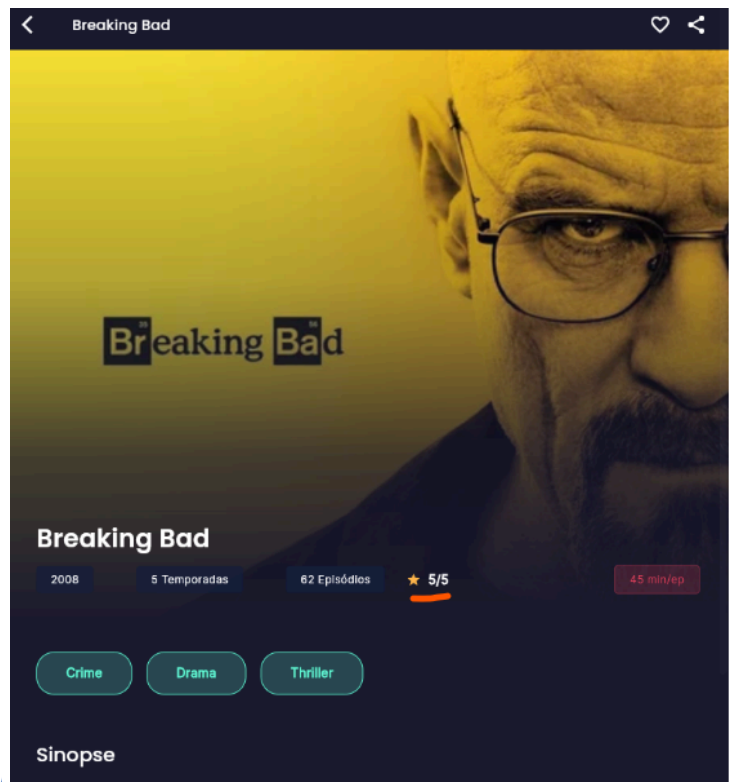 Breaking Bad
Breaking Bad
Breaking Bad
2008 5 Temporadas 62 Episódios 5/5 45 min/ep
Crime Drama Thriller
Sinopse